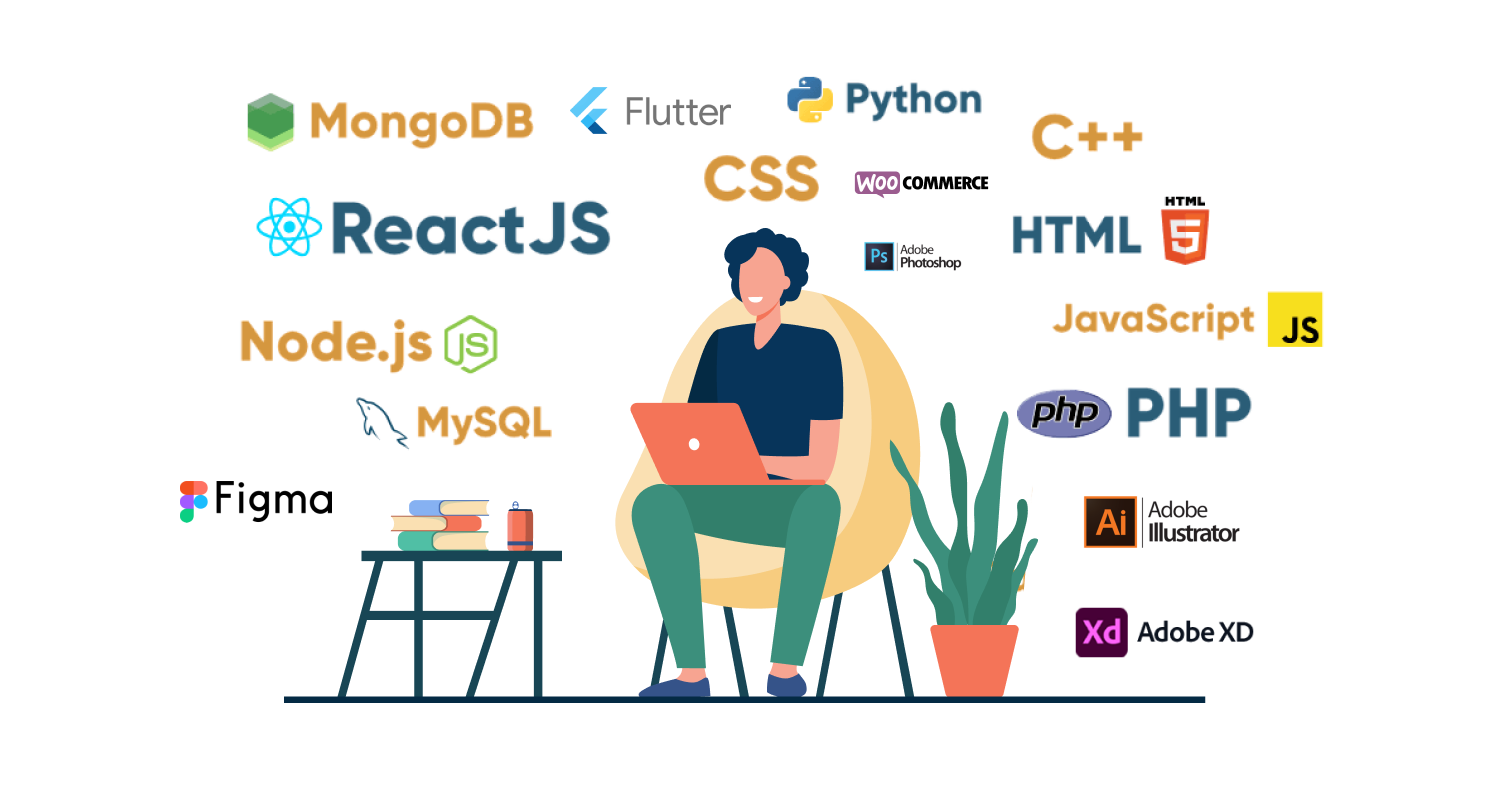 MongoDB
Flutter
Python
C++
CSS
WOO COMMERCE
ReactJS
HTML
HTML
5
Ps
Adobe
Photoshop
JavaScript
JS
Node.js
JS
php
PHP
MySQL
Figma
Ai
Adobe
Illustrator
Xd
Adobe XD